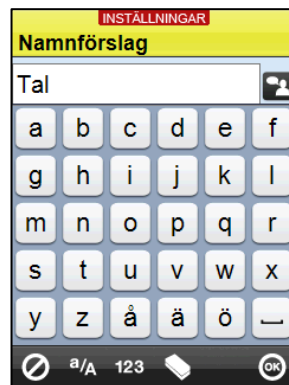 INSTÄLLNINGAR
Namnförslag
Tal
a b c d e f
g h i j k l
m n o p q r
s t u v w x
y z å ä ö
a/A 123 OK